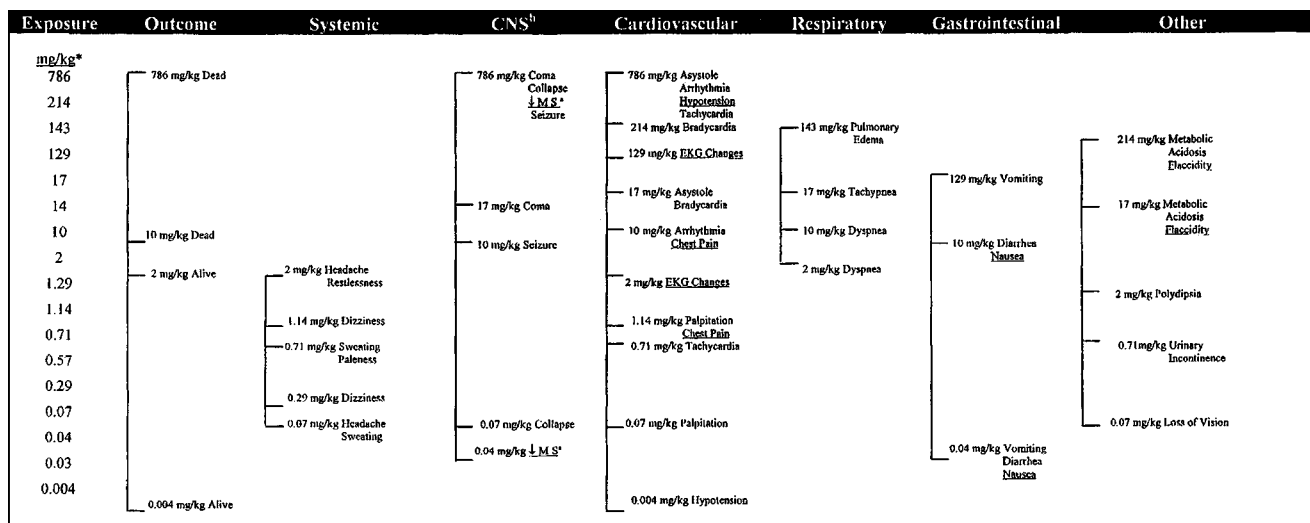 Exposure Outcome Systemic CNS^b Cardiovascular Respiratory Gastrointestinal Other
mg/kg*
786
214
143
129
17
14
10
2
1.29
1.14
0.71
0.57
0.29
0.07
0.04
0.03
0.004
786 mg/kg Dead
10 mg/kg Dead
2 mg/kg Alive
0.004 mg/kg Alive
2 mg/kg Headache
Restlessness
1.14 mg/kg Dizziness
0.71 mg/kg Sweating
Paleness
0.29 mg/kg Dizziness
0.07 mg/kg Headache
Sweating
786 mg/kg Coma
Collapse
↓ M S^a
Seizure
17 mg/kg Coma
10 mg/kg Seizure
0.07 mg/kg Collapse
0.04 mg/kg ↓ M S^a
786 mg/kg Asystole
Arrhythmia
Hypotension
Tachycardia
214 mg/kg Bradycardia
129 mg/kg EKG Changes
17 mg/kg Asystole
Bradycardia
10 mg/kg Arrhythmia
Chest Pain
2 mg/kg EKG Changes
1.14 mg/kg Palpitation
Chest Pain
0.71 mg/kg Tachycardia
0.07 mg/kg Palpitation
0.004 mg/kg Hypotension
143 mg/kg Pulmonary
Edema
17 mg/kg Tachypnea
10 mg/kg Dyspnea
2 mg/kg Dyspnea
129 mg/kg Vomiting
10 mg/kg Diarrhea
Nausea
0.04 mg/kg Vomiting
Diarrhea
Nausea
214 mg/kg Metabolic
Acidosis
Flaccidity
17 mg/kg Metabolic
Acidosis
Flaccidity
2 mg/kg Polydipsia
0.71 mg/kg Urinary
Incontinence
0.07 mg/kg Loss of Vision